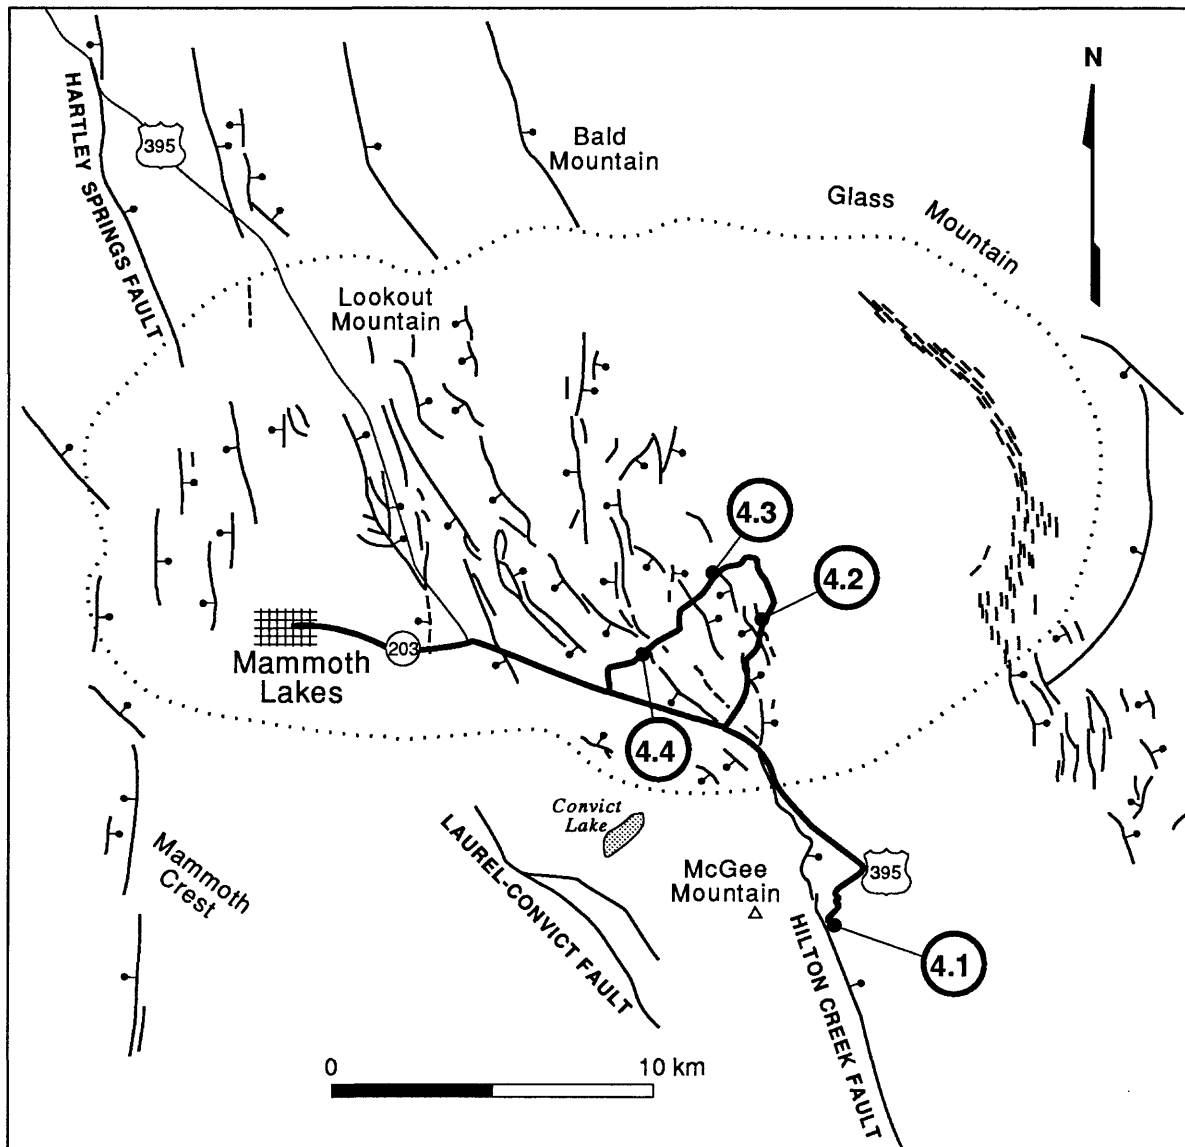 N
395
HARTLEY SPRINGS FAULT
Bald
Mountain
Glass Mountain
Lookout
Mountain
4.3
4.2
203
Mammoth
Lakes
4.4
Convict
Lake
LAUREL-CONVICT FAULT
McGee
Mountain
395
Mammoth
Crest
4.1
HILTON CREEK FAULT
0 10 km